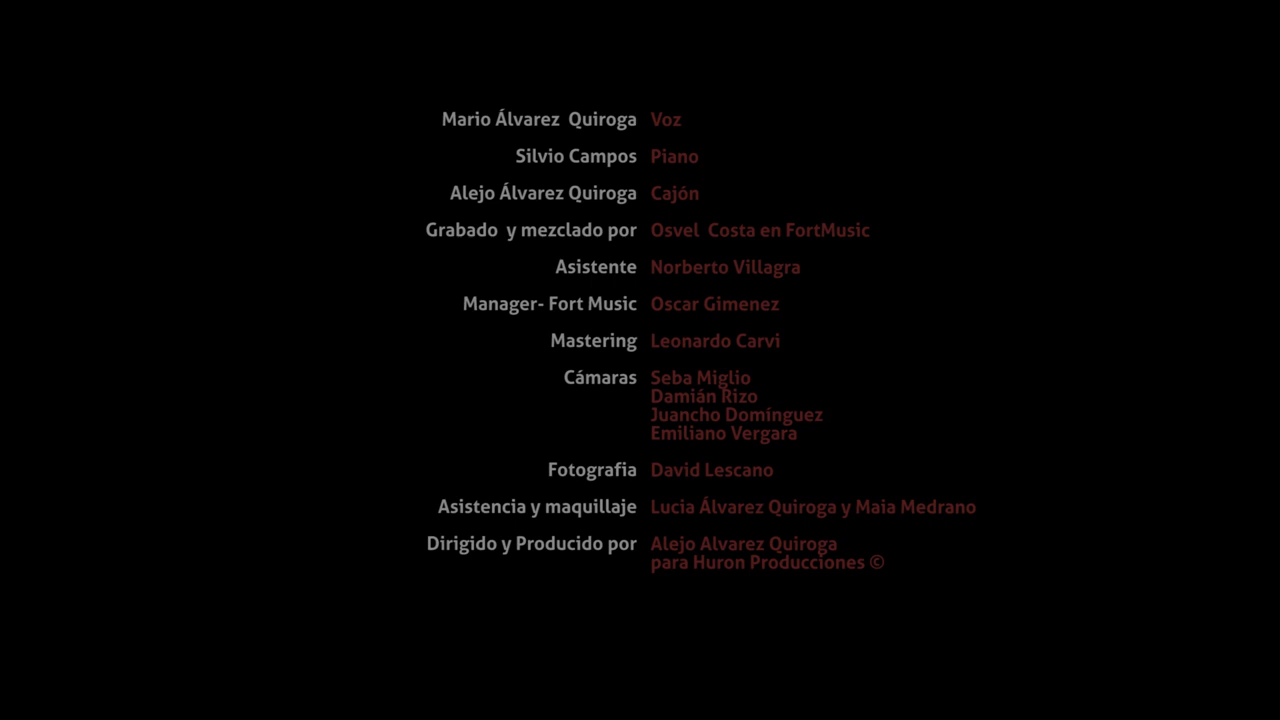 Mario Álvarez  Quiroga Voz
Silvio Campos Piano
Alejo Álvarez Quiroga Cajón
Grabado  y mezclado por Osvel  Costa en FortMusic
Asistente Norberto Villagra
Manager- Fort Music Oscar Gimenez
Mastering Leonardo Carvi
Cámaras Seba Miglio
Damián Rizo
Juancho Domínguez
Emiliano Vergara
Fotografia David Lescano
Asistencia y maquillaje Lucia Álvarez Quiroga y Maia Medrano
Dirigido y Producido por Alejo Alvarez Quiroga
para Huron Producciones ©